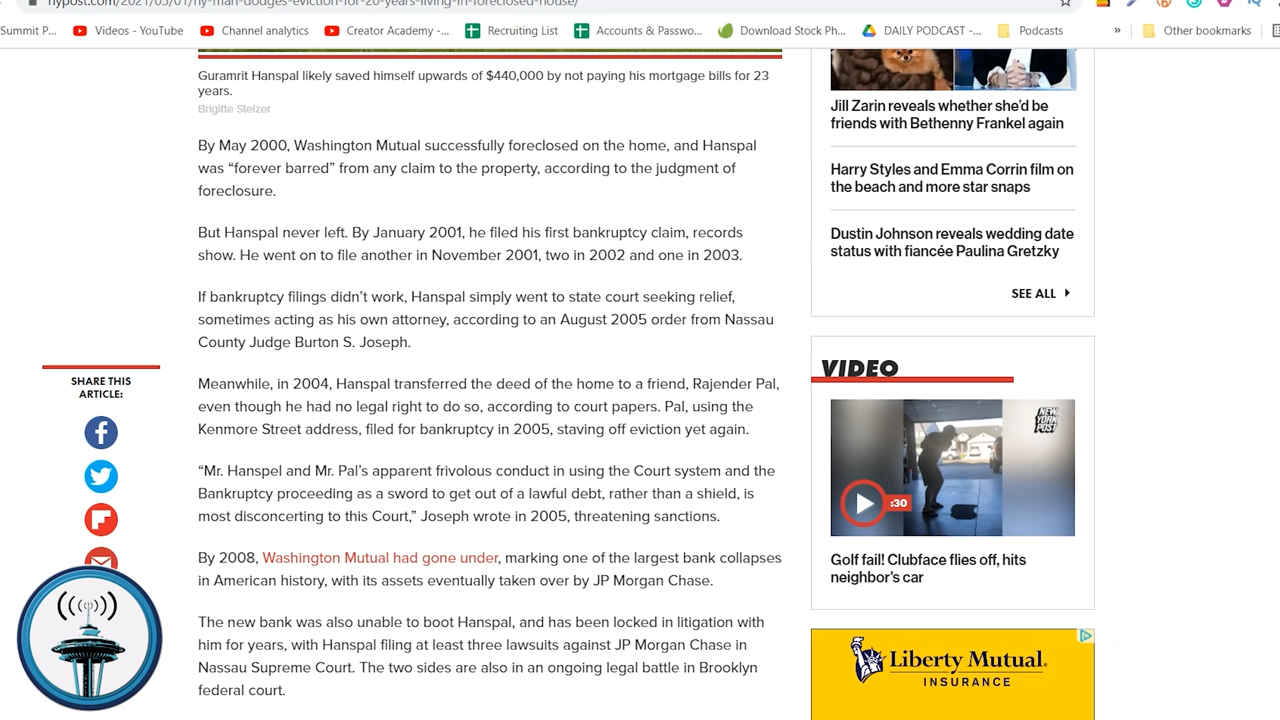 nypost.com/2021/05/01/ny-man-dodges-eviction-for-20-years-living-in-foreclosed-house/
Summit P...
Videos - YouTube
Channel analytics
Creator Academy -...
Recruiting List
Accounts & Passwo...
Download Stock Ph...
DAILY PODCAST -...
Podcasts
»
Other bookmarks
Guramrit Hanspal likely saved himself upwards of $440,000 by not paying his mortgage bills for 23
years.
Brigitte Stelzer
By May 2000, Washington Mutual successfully foreclosed on the home, and Hanspal
was “forever barred” from any claim to the property, according to the judgment of
foreclosure.
But Hanspal never left. By January 2001, he filed his first bankruptcy claim, records
show. He went on to file another in November 2001, two in 2002 and one in 2003.
If bankruptcy filings didn’t work, Hanspal simply went to state court seeking relief,
sometimes acting as his own attorney, according to an August 2005 order from Nassau
County Judge Burton S. Joseph.
Meanwhile, in 2004, Hanspal transferred the deed of the home to a friend, Rajender Pal,
even though he had no legal right to do so, according to court papers. Pal, using the
Kenmore Street address, filed for bankruptcy in 2005, staving off eviction yet again.
“Mr. Hanspel and Mr. Pal’s apparent frivolous conduct in using the Court system and the
Bankruptcy proceeding as a sword to get out of a lawful debt, rather than a shield, is
most disconcerting to this Court,” Joseph wrote in 2005, threatening sanctions.
By 2008, Washington Mutual had gone under, marking one of the largest bank collapses
in American history, with its assets eventually taken over by JP Morgan Chase.
The new bank was also unable to boot Hanspal, and has been locked in litigation with
him for years, with Hanspal filing at least three lawsuits against JP Morgan Chase in
Nassau Supreme Court. The two sides are also in an ongoing legal battle in Brooklyn
federal court.
SHARE THIS
ARTICLE:
Jill Zarin reveals whether she’d be
friends with Bethenny Frankel again
Harry Styles and Emma Corrin film on
the beach and more star snaps
Dustin Johnson reveals wedding date
status with fiancée Paulina Gretzky
SEE ALL
VIDEO
NEW
YORK
POST
:30
Golf fail! Clubface flies off, hits
neighbor's car
Liberty Mutual.
INSURANCE